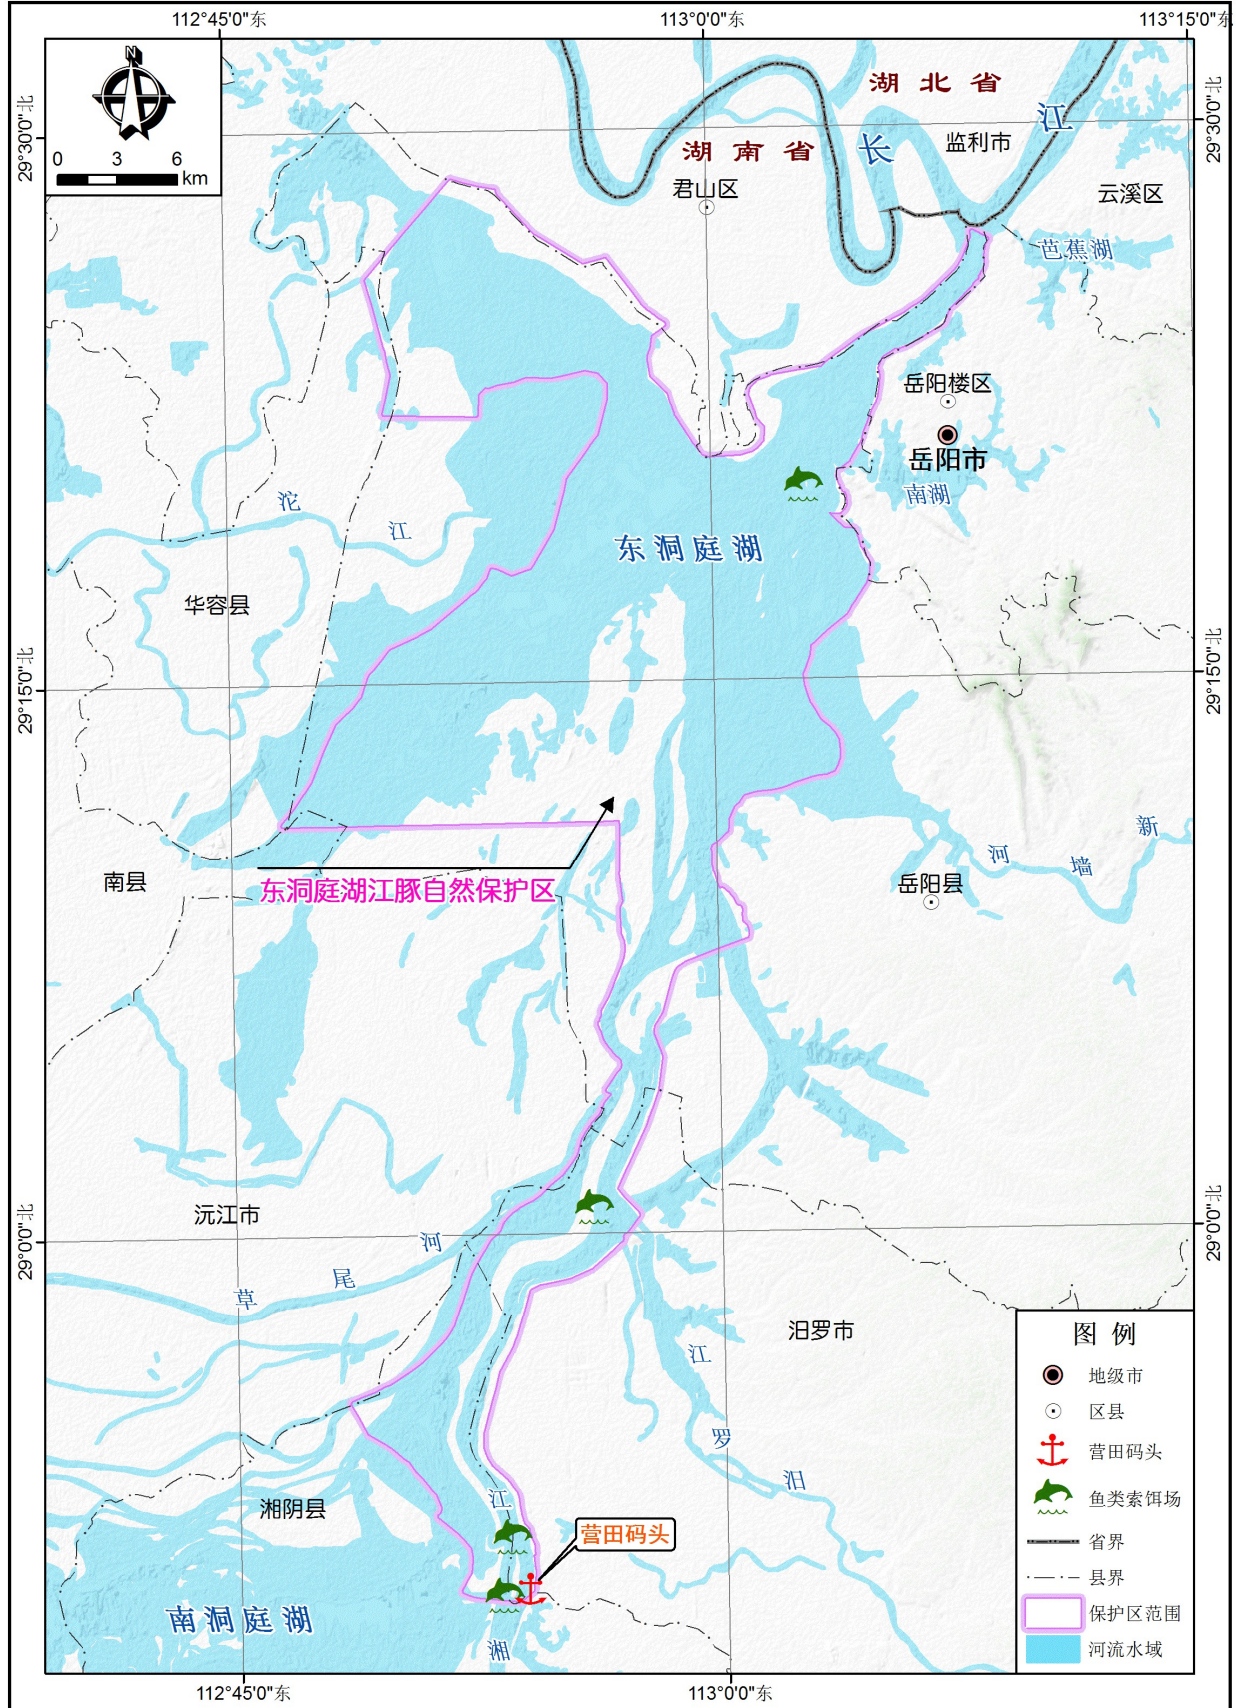 112°45'0"东
113°0'0"东
113°15'0"东
N
0 3 6 km
29°30'0"北
29°30'0"北
湖北省
长江
监利市
湖南省
君山区
云溪区
芭蕉湖
岳阳楼区
岳阳市
南湖
沱江
东洞庭湖
华容县
29°15'0"北
29°15'0"北
新墙河
南县
东洞庭湖江豚自然保护区
岳阳县
沅江市
29°0'0"北
29°0'0"北
草尾河
汨罗市
汨罗江
湘阴县
湘江
营田码头
南洞庭湖
图例
地级市
区县
营田码头
鱼类索饵场
省界
县界
保护区范围
河流水域
112°45'0"东
113°0'0"东